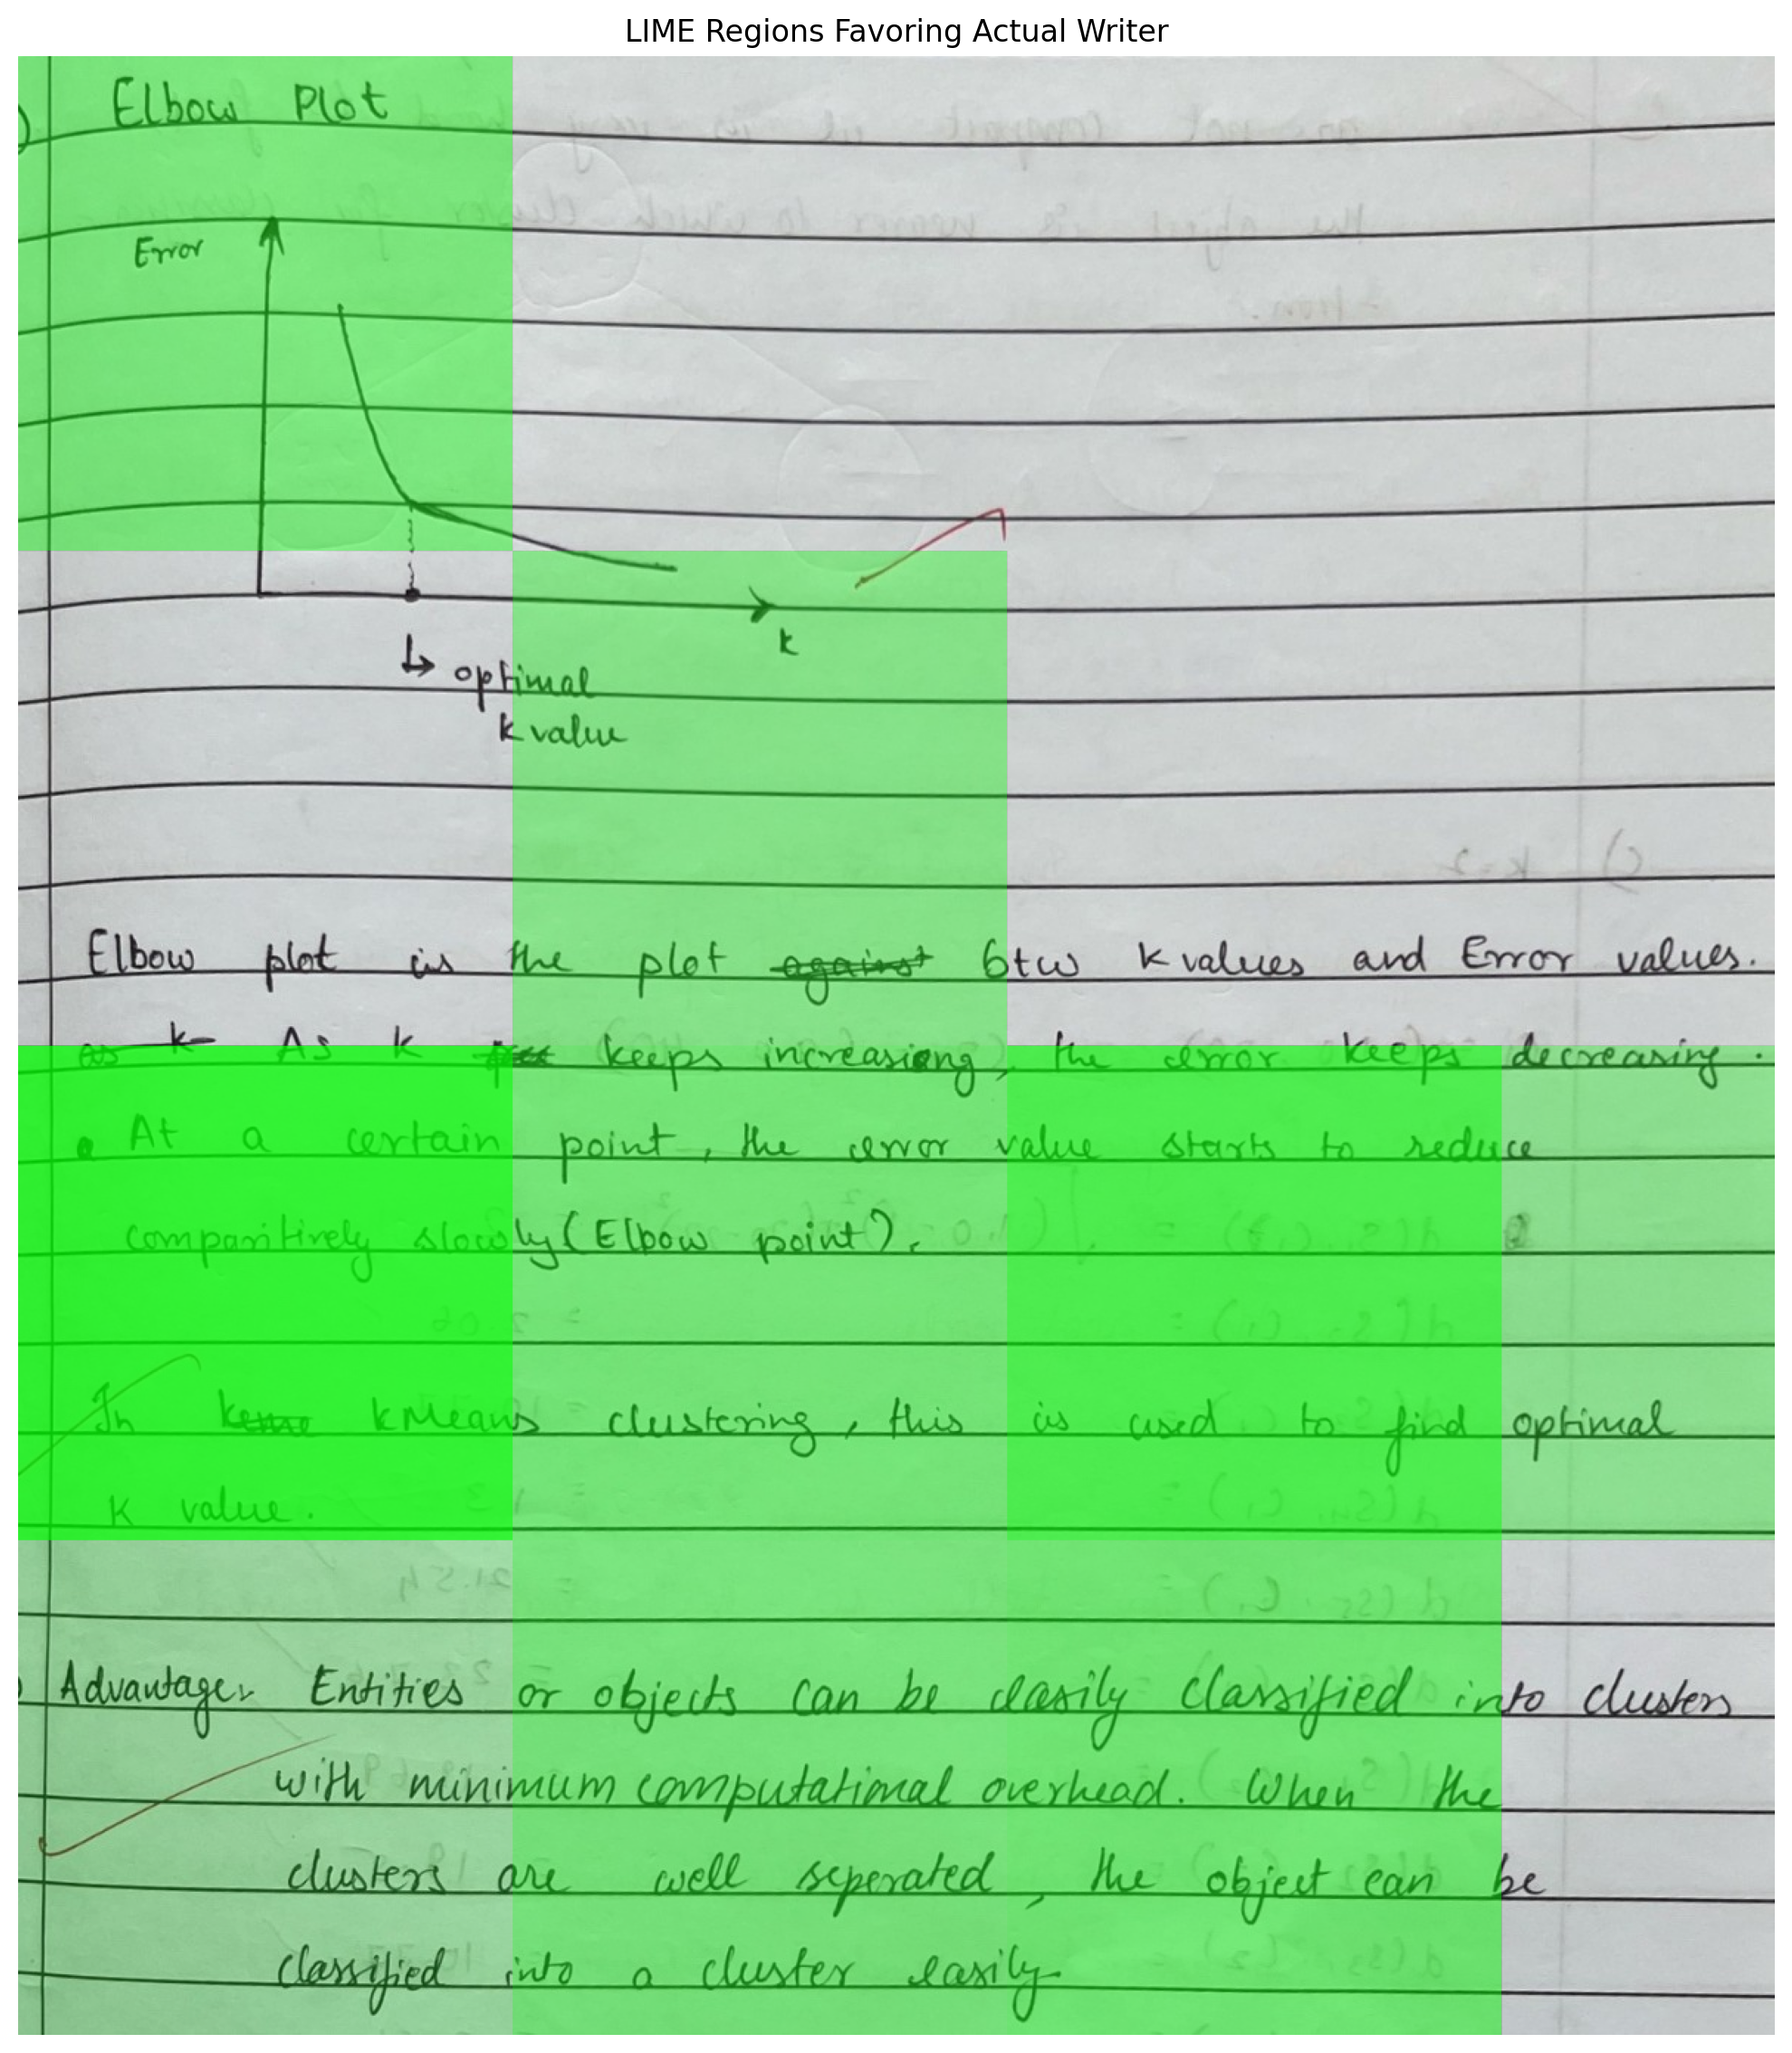 LIME Regions Favoring Actual Writer
Elbow Plot
Error
k
optimal
k value
Elbow plot is the plot against btw k values and Error values.
as k As k keeps increasing, the error keeps decreasing.
At a certain point, the error value starts to reduce
comparitively slowly (Elbow point).
In kmeans clustering, this is used to find optimal
k value.
Advantage: Entities or objects can be easily classified into clusters
with minimum computational overhead. When the
clusters are well seperated, the object can be
classified into a cluster easily.